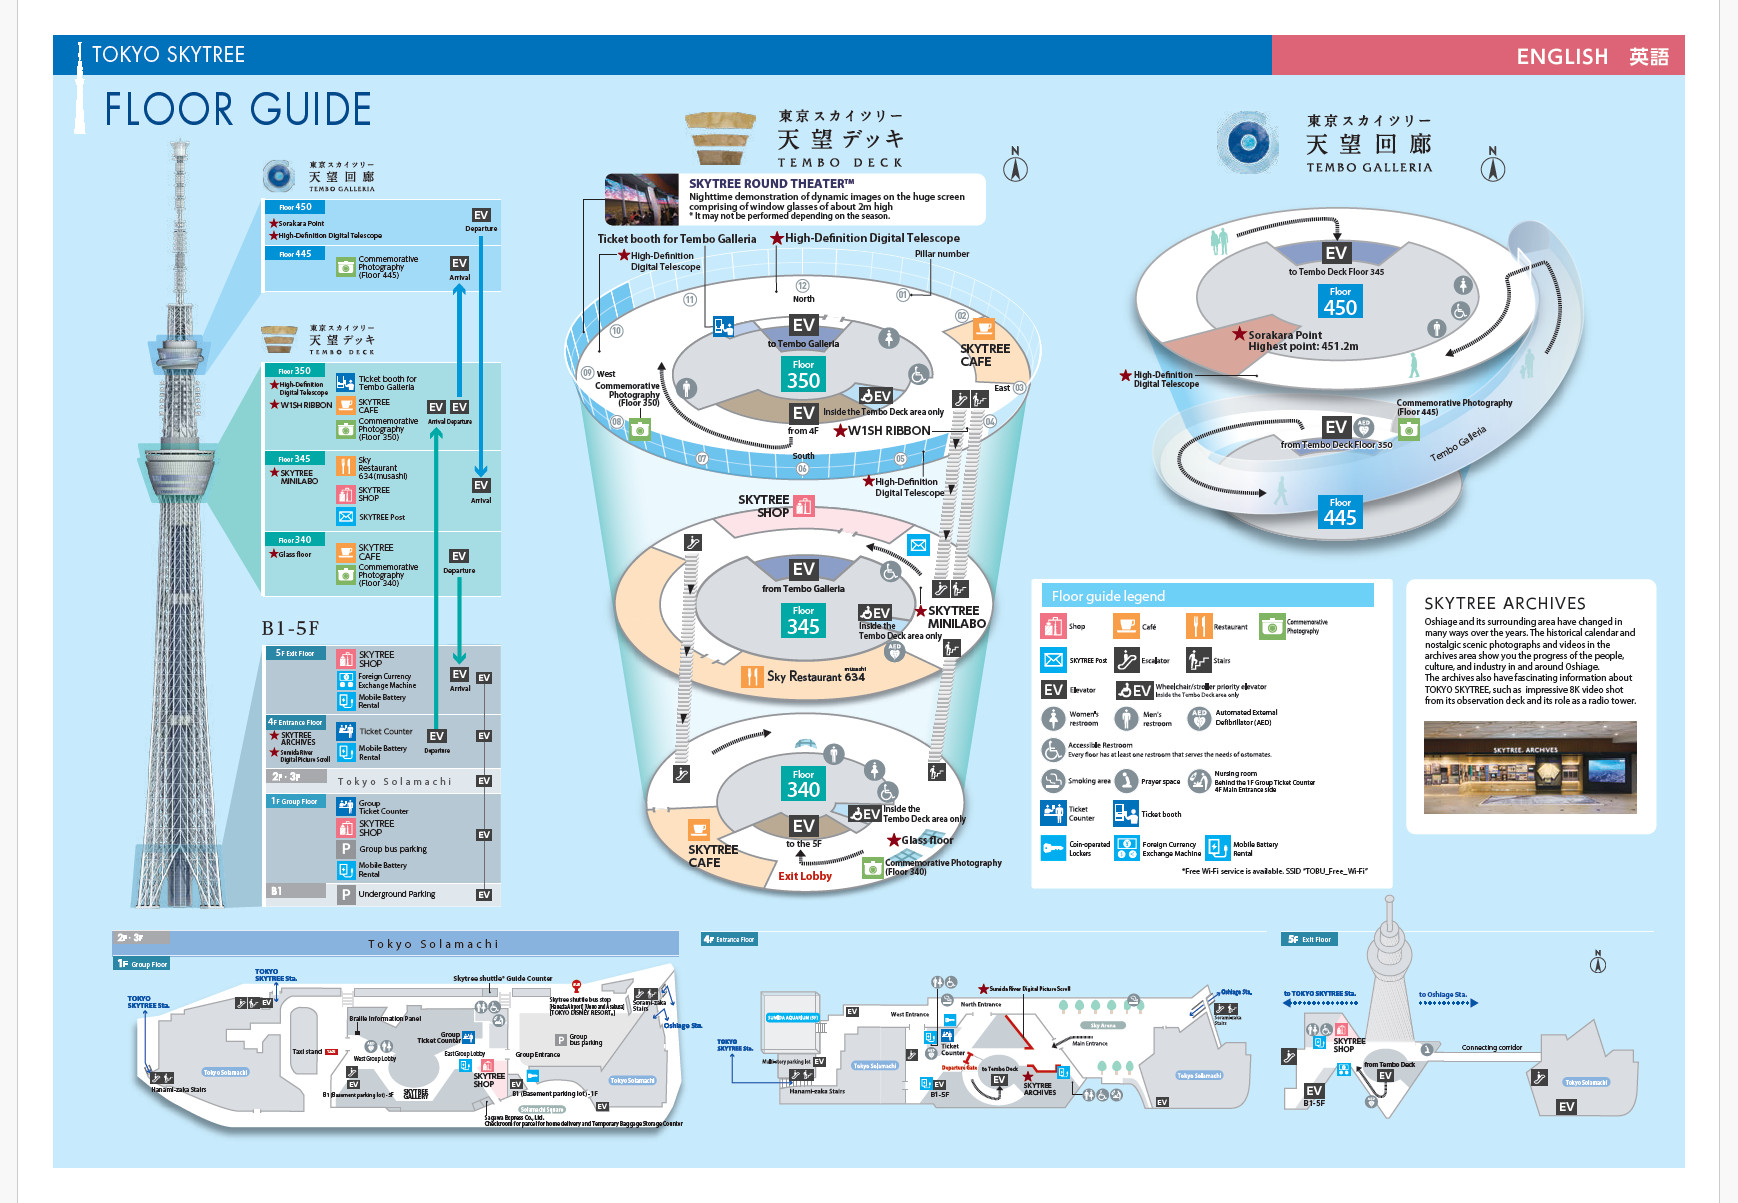 TOKYO SKYTREE
ENGLISH 英語
FLOOR GUIDE
東京スカイツリー
天望回廊
TEMBO GALLERIA
Floor 450
★Sorakara Point
★High-Definition Digital Telescope
EV
Departure
Floor 445
Commemorative
Photography
(Floor 445)
EV
Arrival
東京スカイツリー
天望デッキ
TEMBO DECK
Floor 350
★High-Definition
Digital Telescope
★W1SH RIBBON
Ticket booth for
Tembo Galleria
SKYTREE
CAFE
Commemorative
Photography
(Floor 350)
EV EV
Arrival Departure
Floor 345
★SKYTREE
MINILABO
Sky
Restaurant
634(musashi)
SKYTREE
SHOP
SKYTREE Post
EV
Arrival
Floor 340
★Glass floor
SKYTREE
CAFE
Commemorative
Photography
(Floor 340)
EV
Departure
B1-5F
5F Exit Floor
SKYTREE
SHOP
Foreign Currency
Exchange Machine
Mobile Battery
Rental
EV
Arrival
EV
4F Entrance Floor
★SKYTREE
ARCHIVES
★Sumida River
Digital Picture Scroll
Ticket Counter
Mobile Battery
Rental
EV
Departure
EV
2F・3F
Tokyo Solamachi
EV
1F Group Floor
Group
Ticket Counter
SKYTREE
SHOP
P Group bus parking
Mobile Battery
Rental
EV
B1
P Underground Parking
EV
東京スカイツリー
天望デッキ
TEMBO DECK
N
SKYTREE ROUND THEATER™
Nighttime demonstration of dynamic images on the huge screen
comprising of window glasses of about 2m high
* It may not be performed depending on the season.
Ticket booth for Tembo Galleria
★High-Definition Digital Telescope
★High-Definition
Digital Telescope
Pillar number
12
North
11
01
10
02
EV
to Tembo Galleria
SKYTREE
CAFE
Floor
350
09 West
Commemorative
Photography
(Floor 350)
East 03
EV
EV
Inside the Tembo Deck area only
from 4F
★W1SH RIBBON
08
04
07
South
06
05
★High-Definition
Digital Telescope
SKYTREE
SHOP
EV
from Tembo Galleria
Floor
345
EV
Inside the
Tembo Deck area only
★SKYTREE
MINILABO
AED
musashi
Sky Restaurant 634
Floor
340
EV
Inside the
Tembo Deck area only
EV
to the 5F
★Glass floor
SKYTREE
CAFE
Commemorative Photography
(Floor 340)
Exit Lobby
東京スカイツリー
天望回廊
TEMBO GALLERIA
N
EV
to Tembo Deck Floor 345
Floor
450
★Sorakara Point
Highest point: 451.2m
★High-Definition
Digital Telescope
Commemorative Photography
(Floor 445)
EV
AED
from Tembo Deck Floor 350
Tembo Galleria
Floor
445
Floor guide legend
Shop
Café
Restaurant
Commemorative
Photography
SKYTREE Post
Escalator
Stairs
EV Elevator
EV Wheelchair/stroller priority elevator
Inside the Tembo Deck area only
Women's
restroom
Men's
restroom
AED
Automated External
Defibrillator (AED)
Accessible Restroom
Every floor has at least one restroom that serves the needs of ostomates.
Smoking area
Prayer space
Nursing room
Behind the 1F Group Ticket Counter
4F Main Entrance side
Ticket
Counter
Ticket booth
Coin-operated
Lockers
Foreign Currency
Exchange Machine
Mobile Battery
Rental
*Free Wi-Fi service is available. SSID "TOBU_Free_Wi-Fi"
SKYTREE ARCHIVES
Oshiage and its surrounding area have changed in
many ways over the years. The historical calendar and
nostalgic scenic photographs and videos in the
archives area show you the progress of the people,
culture, and industry in and around Oshiage.
The archives also have fascinating information about
TOKYO SKYTREE, such as impressive 8K video shot
from its observation deck and its role as a radio tower.
SKYTREE ARCHIVES
2F・3F
Tokyo Solamachi
1F Group Floor
TOKYO
SKYTREE Sta.
TOKYO
SKYTREE Sta.
Skytree shuttle* Guide Counter
Skytree shuttle bus stop
Soramizaka
Stairs
Oshiage Sta.
EV
Braille Information Panel
Group
Ticket Counter
P Group
bus parking
Taxi stand
TAXI
West Group Lobby
East Group Lobby
Group Entrance
Tokyo Solamachi
SKYTREE
SHOP
Tokyo Solamachi
Hanami-zaka Stairs
EV
B1 (Basement parking lot) -5F
SKYTREE
GALLERY
EV
B1 (Basement parking lot) -1F
Solamachi Square
EV
Sagawa Express Co., Ltd.
Checkroom for parcel for home delivery and Temporary Baggage Storage Counter
4F Entrance Floor
★Sumida River Digital Picture Scroll
North Entrance
West Entrance
EV
SUMIDA AQUARIUM (5F)
Sky Arena
Oshiage Sta.
Soramizaka
Stairs
TOKYO
SKYTREE Sta.
Multi-story parking lot EV
Ticket
Counter
Main Entrance
Tokyo Solamachi
Departure Gate
to Tembo Deck
EV
★
SKYTREE
ARCHIVES
Tokyo Solamachi
Hanami-zaka Stairs
EV
B1-5F
EV
5F Exit Floor
N
to TOKYO SKYTREE Sta.
to Oshiage Sta.
SKYTREE
SHOP
Connecting corridor
from Tembo Deck
EV
EV
B1-5F
Tokyo Solamachi
EV